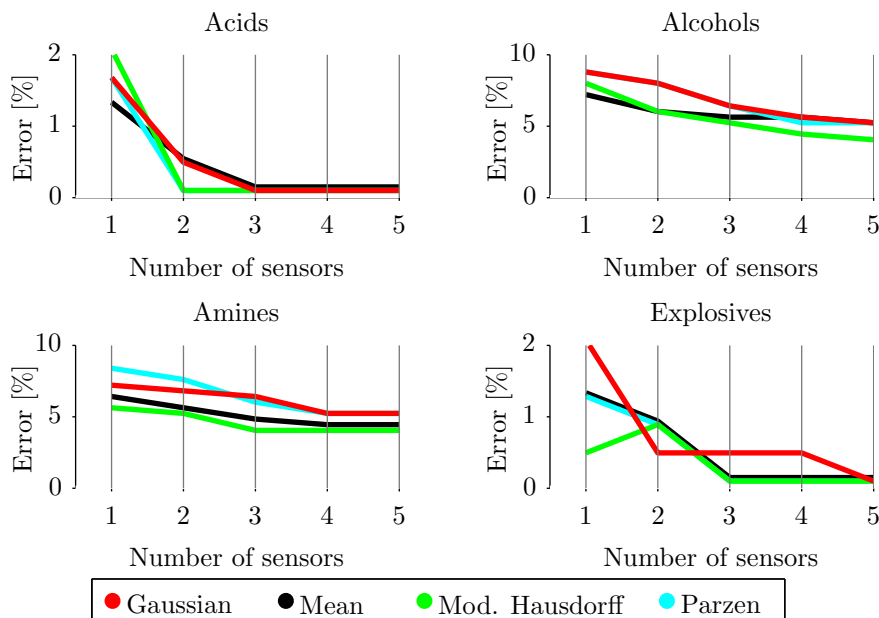 Acids
Error [%]
2
1
0
1 2 3 4 5
Number of sensors
Alcohols
Error [%]
10
5
0
1 2 3 4 5
Number of sensors
Amines
Error [%]
10
5
0
1 2 3 4 5
Number of sensors
Explosives
Error [%]
2
1
0
1 2 3 4 5
Number of sensors
Gaussian Mean Mod. Hausdorff Parzen